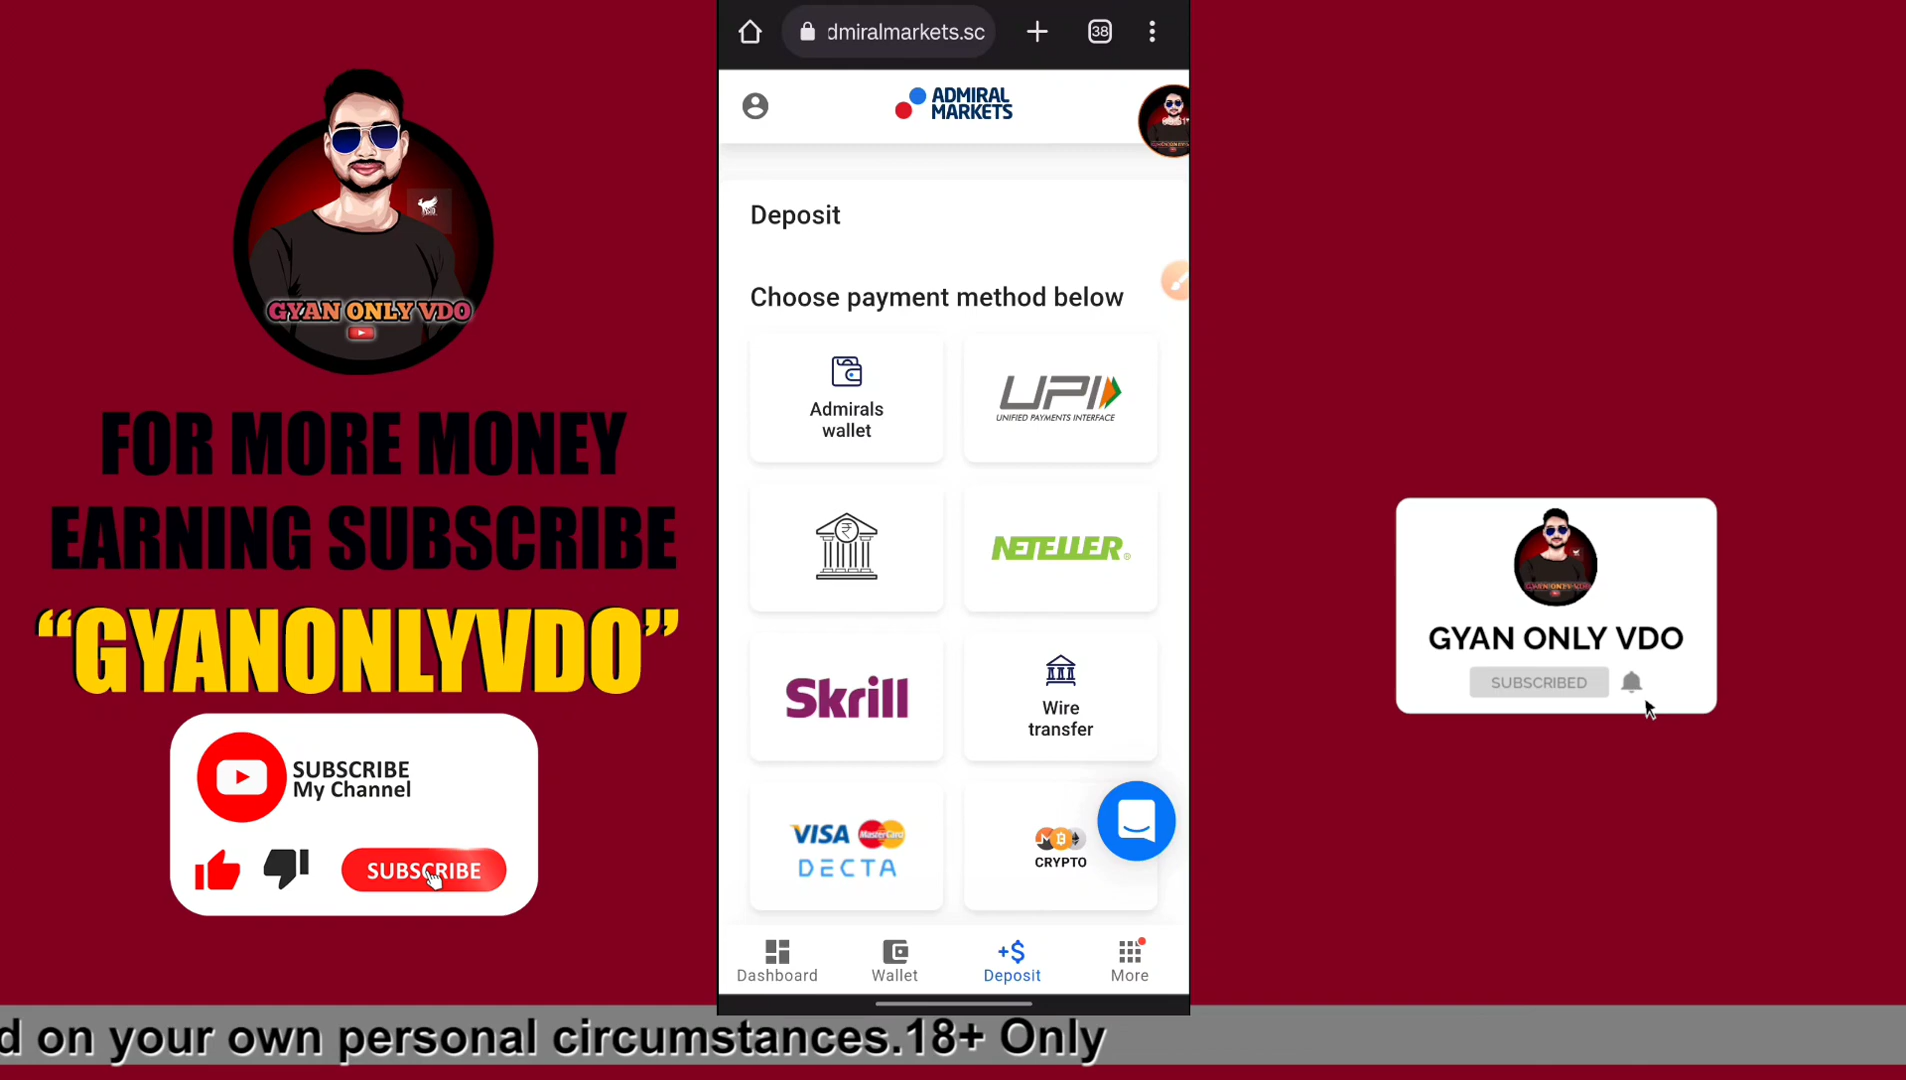 GYAN ONLY VDO
FOR MORE MONEY
EARNING SUBSCRIBE
“GYANONLYVDO”
SUBSCRIBE
My Channel
SUBSCRIBE
dmiralmarkets.sc
38
ADMIRAL
MARKETS
Deposit
Choose payment method below
Admirals
wallet
UPI
UNIFIED PAYMENTS INTERFACE
₹
NETELLER®
Skrill
Wire
transfer
VISA MasterCard
DECTA
CRYPTO
Dashboard
Wallet
+$
Deposit
More
GYAN ONLY VDO
SUBSCRIBED
d on your own personal circumstances.18+ Only